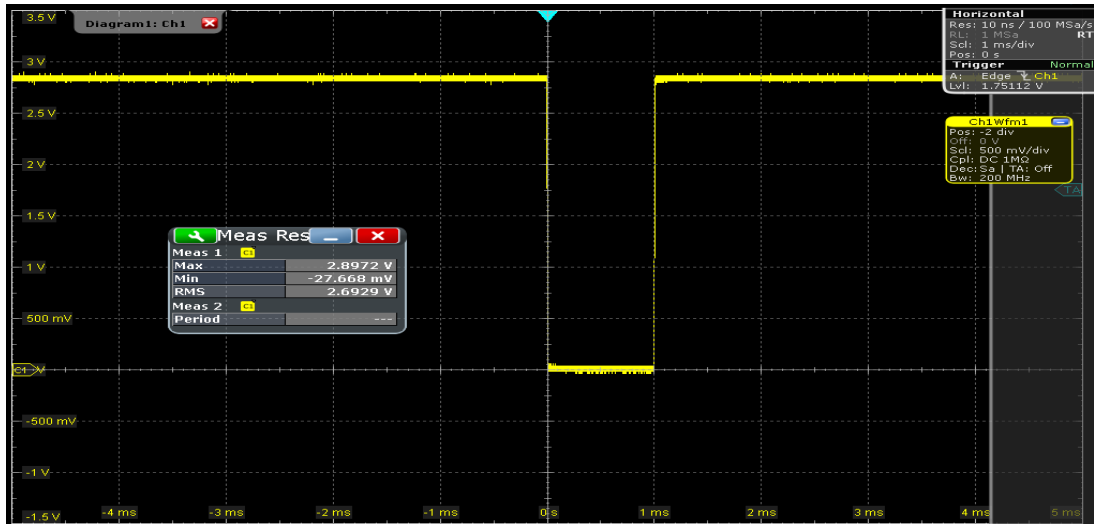 3.5 V
Diagram1: Ch1
Horizontal
Res: 10 ns / 100 MSa/s
RL: 1 MSa RT
Scl: 1 ms/div
Pos: 0 s
Trigger Normal
A: Edge Ch1
Lvl: 1.75112 V
3 V
2.5 V
Ch1Wfm1
Pos: -2 div
Off: 0 V
Scl: 500 mV/div
Cpl: DC 1MΩ
Dec: Sa | TA: Off
Bw: 200 MHz
2 V
TA
1.5 V
Meas Res
Meas 1 C1
Max 2.8972 V
Min -27.668 mV
RMS 2.6929 V
Meas 2 C1
Period ---
1 V
500 mV
C1 V
-500 mV
-1 V
-1.5 V
-4 ms -3 ms -2 ms -1 ms 0 s 1 ms 2 ms 3 ms 4 ms 5 ms